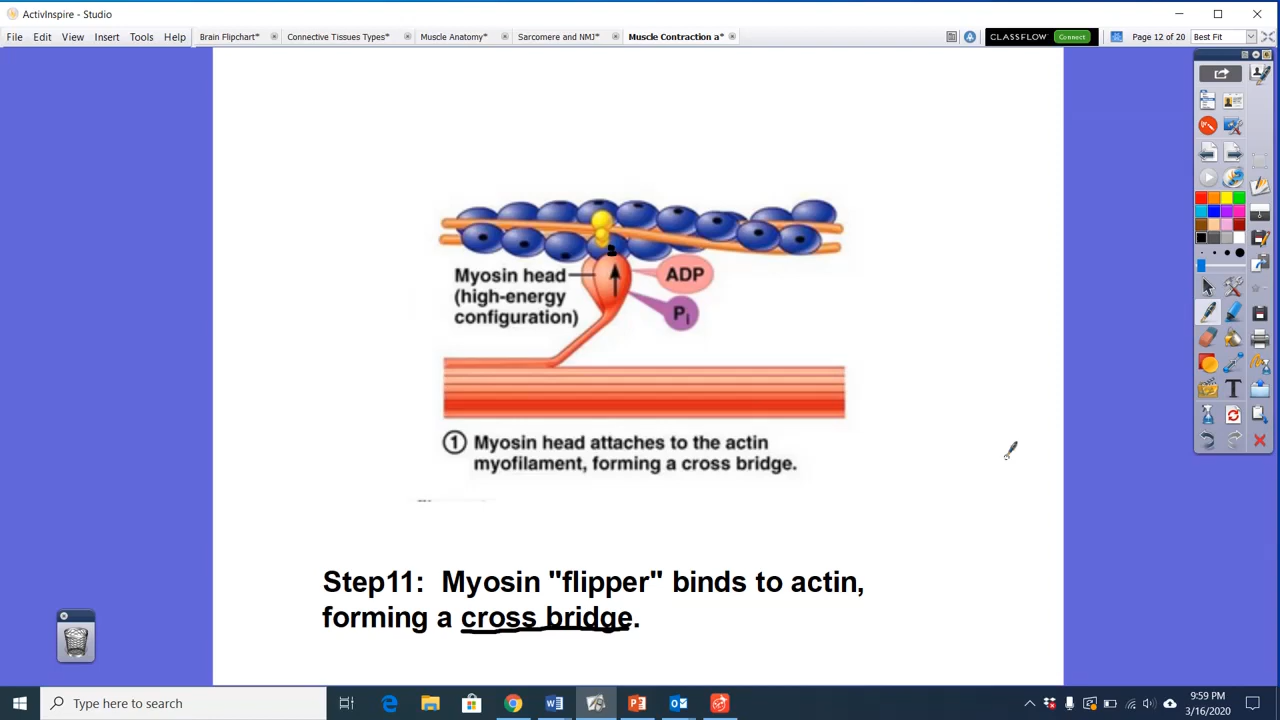 ActivInspire - Studio
File Edit View Insert Tools Help
Brain Flipchart* Connective Tissues Types* Muscle Anatomy* Sarcomere and NMJ* Muscle Contraction a*
CLASSFLOW Connect Page 12 of 20 Best Fit
Myosin head
(high-energy
configuration)
ADP
Pi
1 Myosin head attaches to the actin
myofilament, forming a cross bridge.
Step11: Myosin "flipper" binds to actin,
forming a cross bridge.
Type here to search
9:59 PM
3/16/2020